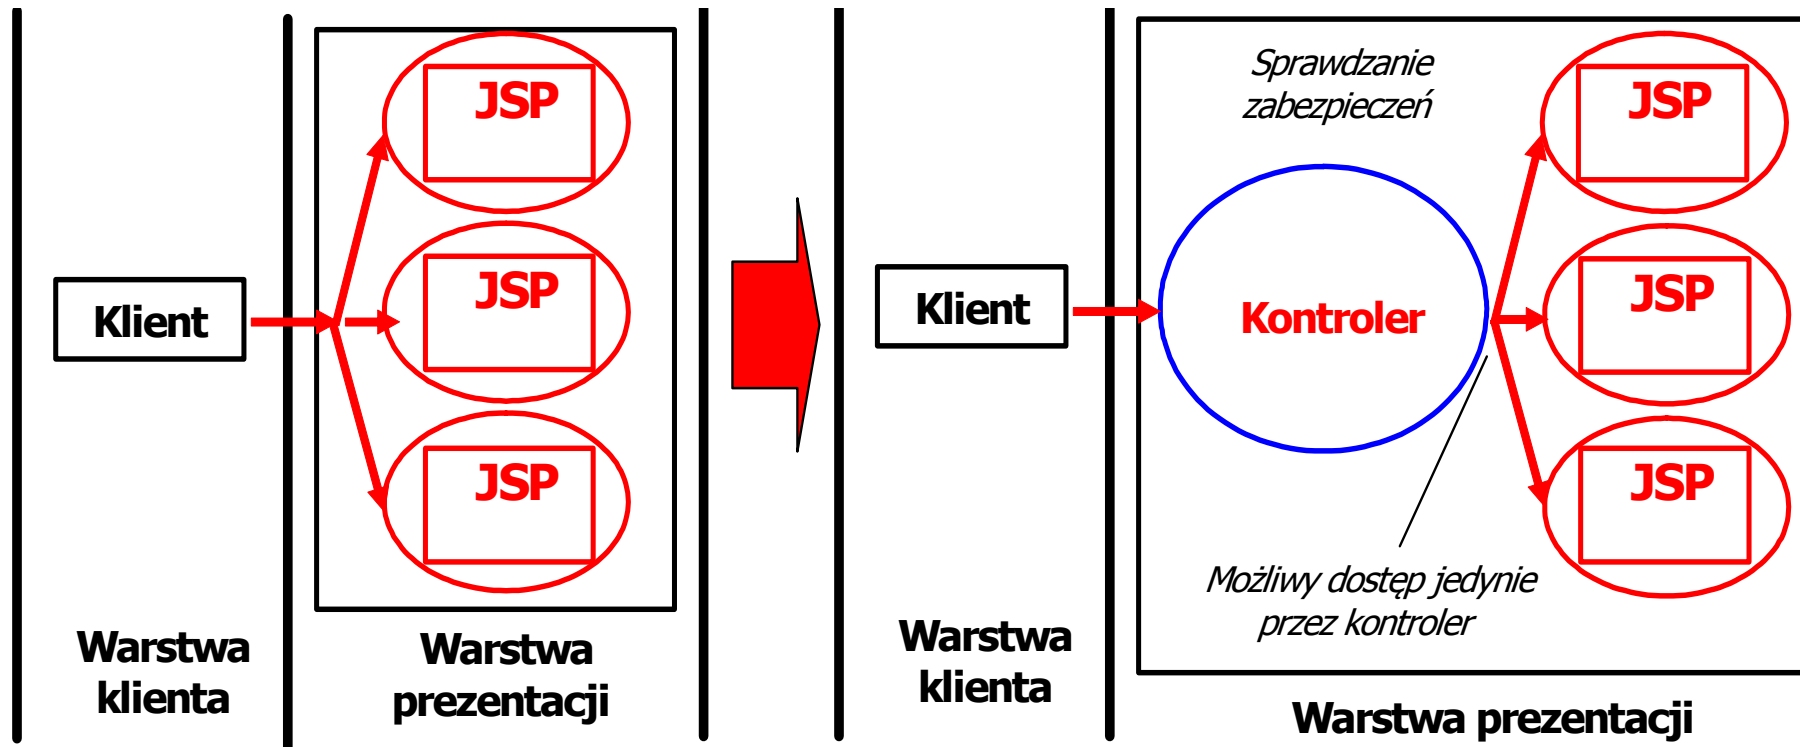 JSP
JSP
JSP
Klient
Warstwa
klienta
Warstwa
prezentacji
Sprawdzanie
zabezpieczeń
Klient
Kontroler
JSP
JSP
JSP
Możliwy dostęp jedynie
przez kontroler
Warstwa
klienta
Warstwa prezentacji